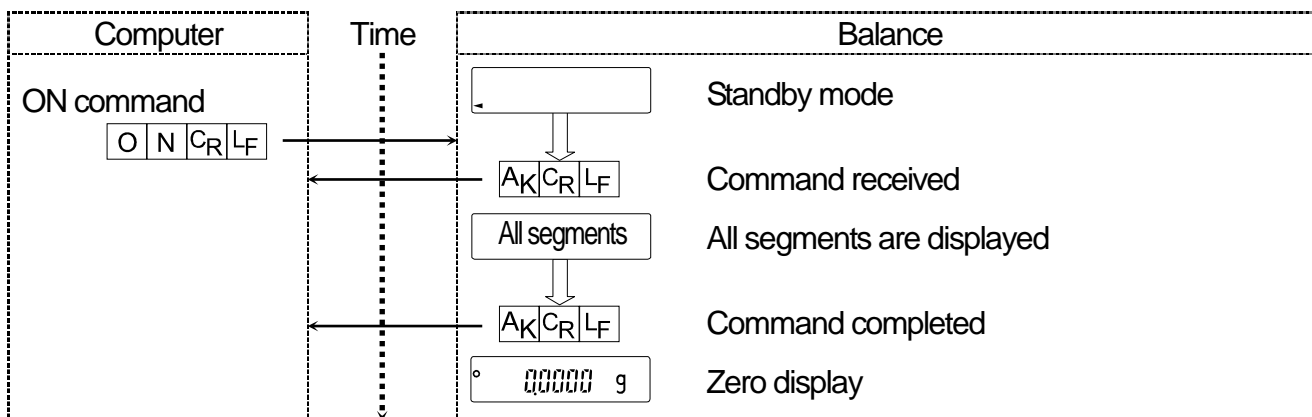 Computer Time Balance
Standby mode
ON command
O N CR LF
AK CR LF Command received
All segments All segments are displayed
AK CR LF Command completed
0.0000 g Zero display